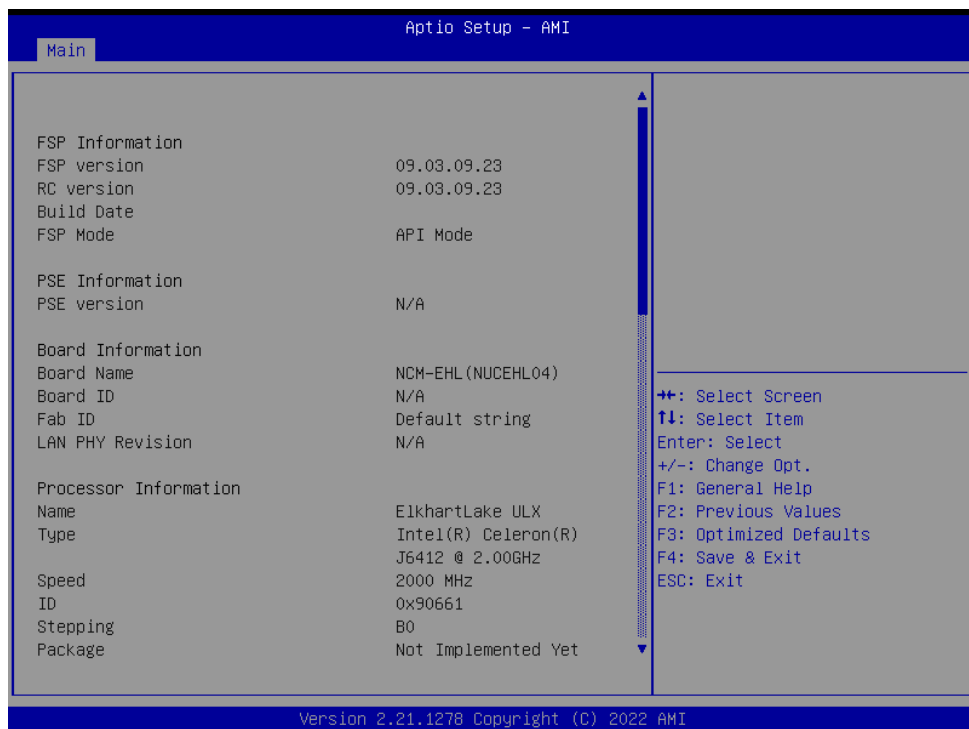 Aptio Setup – AMI
Main
FSP Information
FSP version 09.03.09.23
RC version 09.03.09.23
Build Date
FSP Mode API Mode
PSE Information
PSE version N/A
Board Information
Board Name NCM-EHL(NUCEHL04)
Board ID N/A
Fab ID Default string
LAN PHY Revision N/A
Processor Information
Name ElkhartLake ULX
Type Intel(R) Celeron(R)
J6412 @ 2.00GHz
Speed 2000 MHz
ID 0x90661
Stepping B0
Package Not Implemented Yet
→←: Select Screen
↑↓: Select Item
Enter: Select
+/-: Change Opt.
F1: General Help
F2: Previous Values
F3: Optimized Defaults
F4: Save & Exit
ESC: Exit
Version 2.21.1278 Copyright (C) 2022 AMI